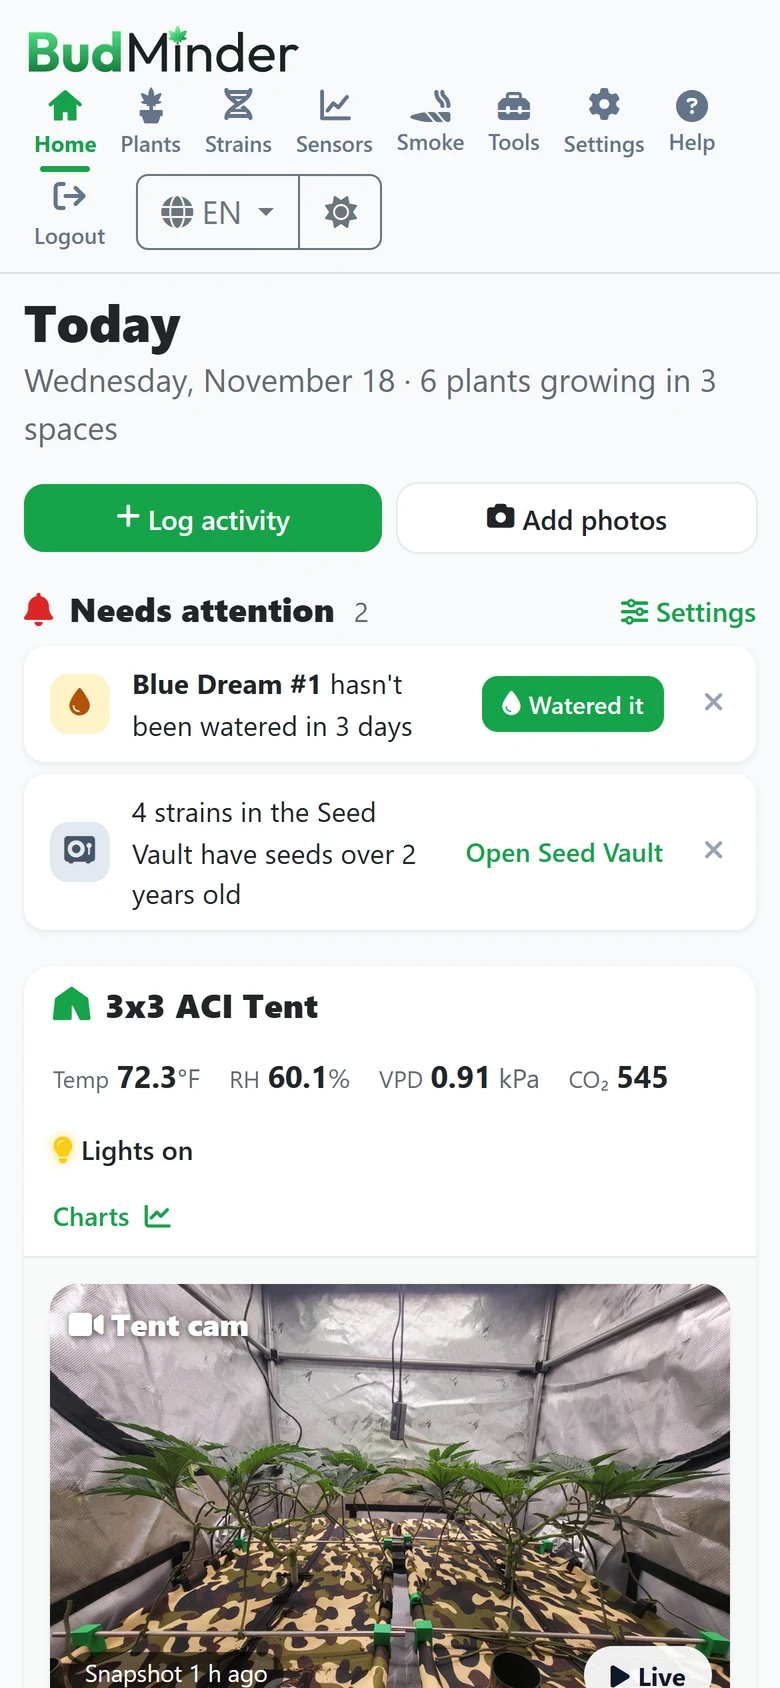 BudMinder
Home Plants Strains Sensors Smoke Tools Settings Help
Logout EN
Today
Wednesday, November 18 · 6 plants growing in 3
spaces
Log activity Add photos
Needs attention 2 Settings
Blue Dream #1 hasn't
been watered in 3 days
Watered it
4 strains in the Seed
Vault have seeds over 2
years old
Open Seed Vault
3x3 ACI Tent
Temp 72.3°F RH 60.1% VPD 0.91 kPa CO₂ 545
Lights on
Charts
Tent cam
Snapshot 1 h ago Live